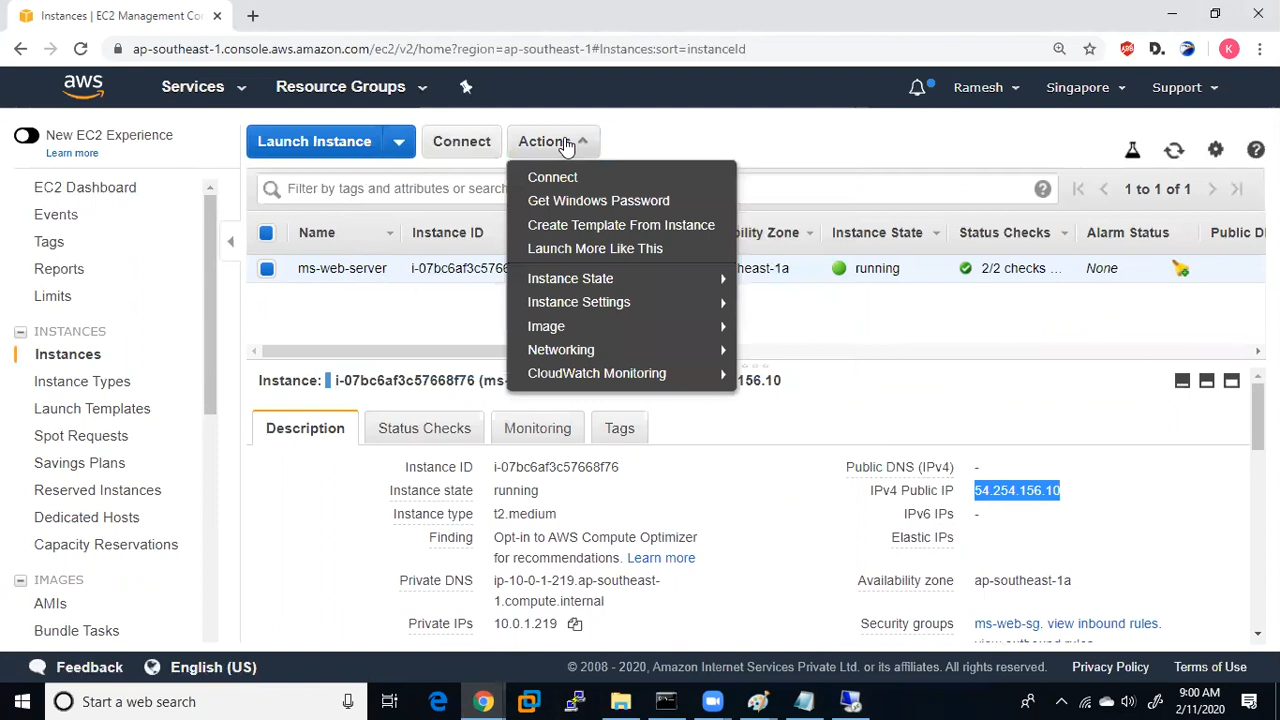 Instances | EC2 Management Con
ap-southeast-1.console.aws.amazon.com/ec2/v2/home?region=ap-southeast-1#Instances:sort=instanceId
K
aws
Services
Resource Groups
Ramesh
Singapore
Support
New EC2 Experience
Learn more
EC2 Dashboard
Events
Tags
Reports
Limits
INSTANCES
Instances
Instance Types
Launch Templates
Spot Requests
Savings Plans
Reserved Instances
Dedicated Hosts
Capacity Reservations
IMAGES
AMIs
Bundle Tasks
Launch Instance
Connect
Actions
Connect
Get Windows Password
Create Template From Instance
Launch More Like This
Instance State
Instance Settings
Image
Networking
CloudWatch Monitoring
Filter by tags and attributes or search
1 to 1 of 1
Name Instance ID bility Zone Instance State Status Checks Alarm Status Public D
ms-web-server i-07bc6af3c5766 heast-1a running 2/2 checks ... None
Instance: i-07bc6af3c57668f76 (ms- 156.10
Description Status Checks Monitoring Tags
Instance ID i-07bc6af3c57668f76
Instance state running
Instance type t2.medium
Finding Opt-in to AWS Compute Optimizer
for recommendations. Learn more
Private DNS ip-10-0-1-219.ap-southeast-
1.compute.internal
Private IPs 10.0.1.219
Public DNS (IPv4) -
IPv4 Public IP 54.254.156.10
IPv6 IPs -
Elastic IPs
Availability zone ap-southeast-1a
Security groups ms-web-sg. view inbound rules.
view outbound rules
Feedback
English (US)
© 2008 - 2020, Amazon Internet Services Private Ltd. or its affiliates. All rights reserved.
Privacy Policy
Terms of Use
Start a web search
9:00 AM
2/11/2020